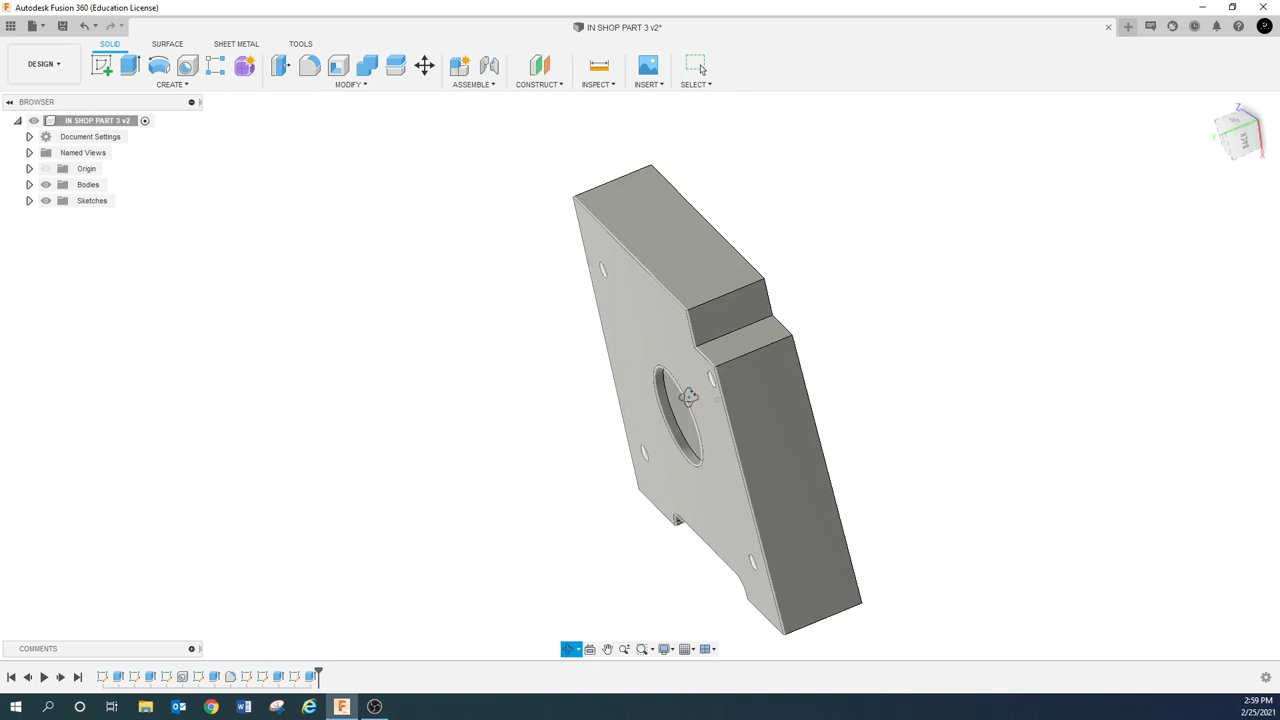 Autodesk Fusion 360 (Education License)
IN SHOP PART 3 v2*
SOLID SURFACE SHEET METAL TOOLS
DESIGN
CREATE MODIFY ASSEMBLE CONSTRUCT INSPECT INSERT SELECT
BROWSER
IN SHOP PART 3 v2
Document Settings
Named Views
Origin
Bodies
Sketches
Z
Y
X
COMMENTS
2:59 PM
2/25/2021